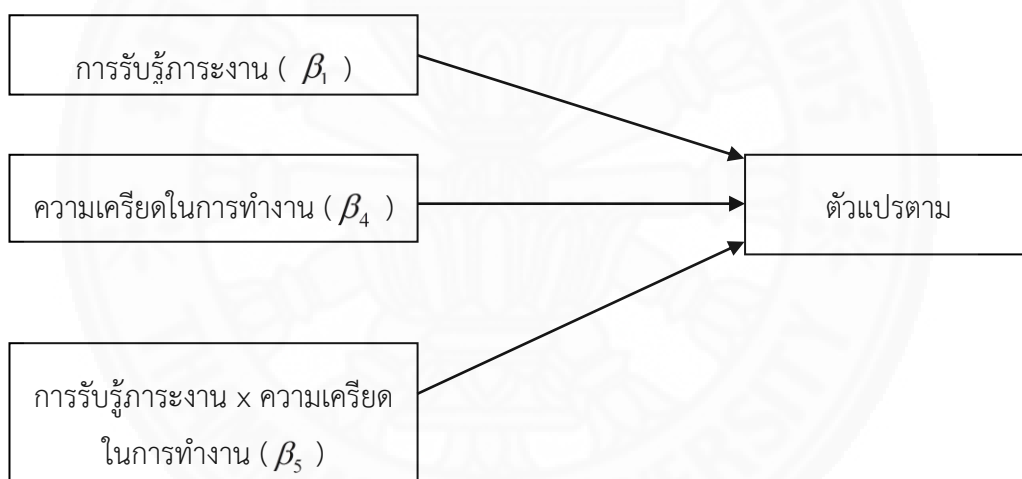 การรับรู้ภาระงาน ( β₁ )
ความเครียดในการทำงาน ( β₄ )
ตัวแปรตาม
การรับรู้ภาระงาน x ความเครียด
ในการทำงาน ( β₅ )